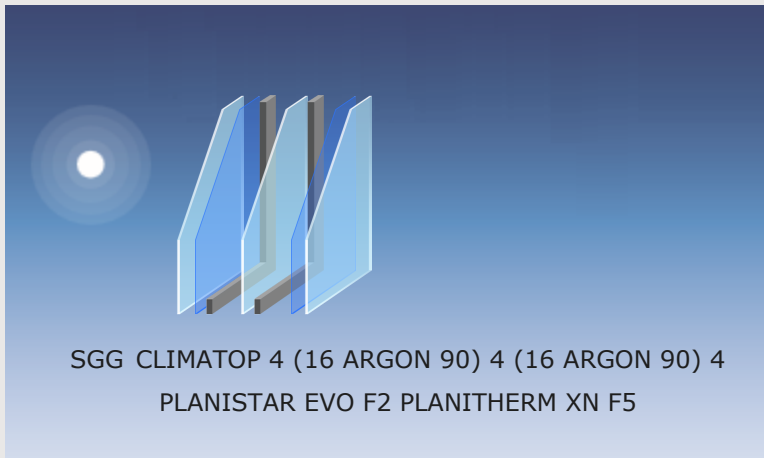 SGG CLIMATOP 4 (16 ARGON 90) 4 (16 ARGON 90) 4
PLANISTAR EVO F2 PLANITHERM XN F5